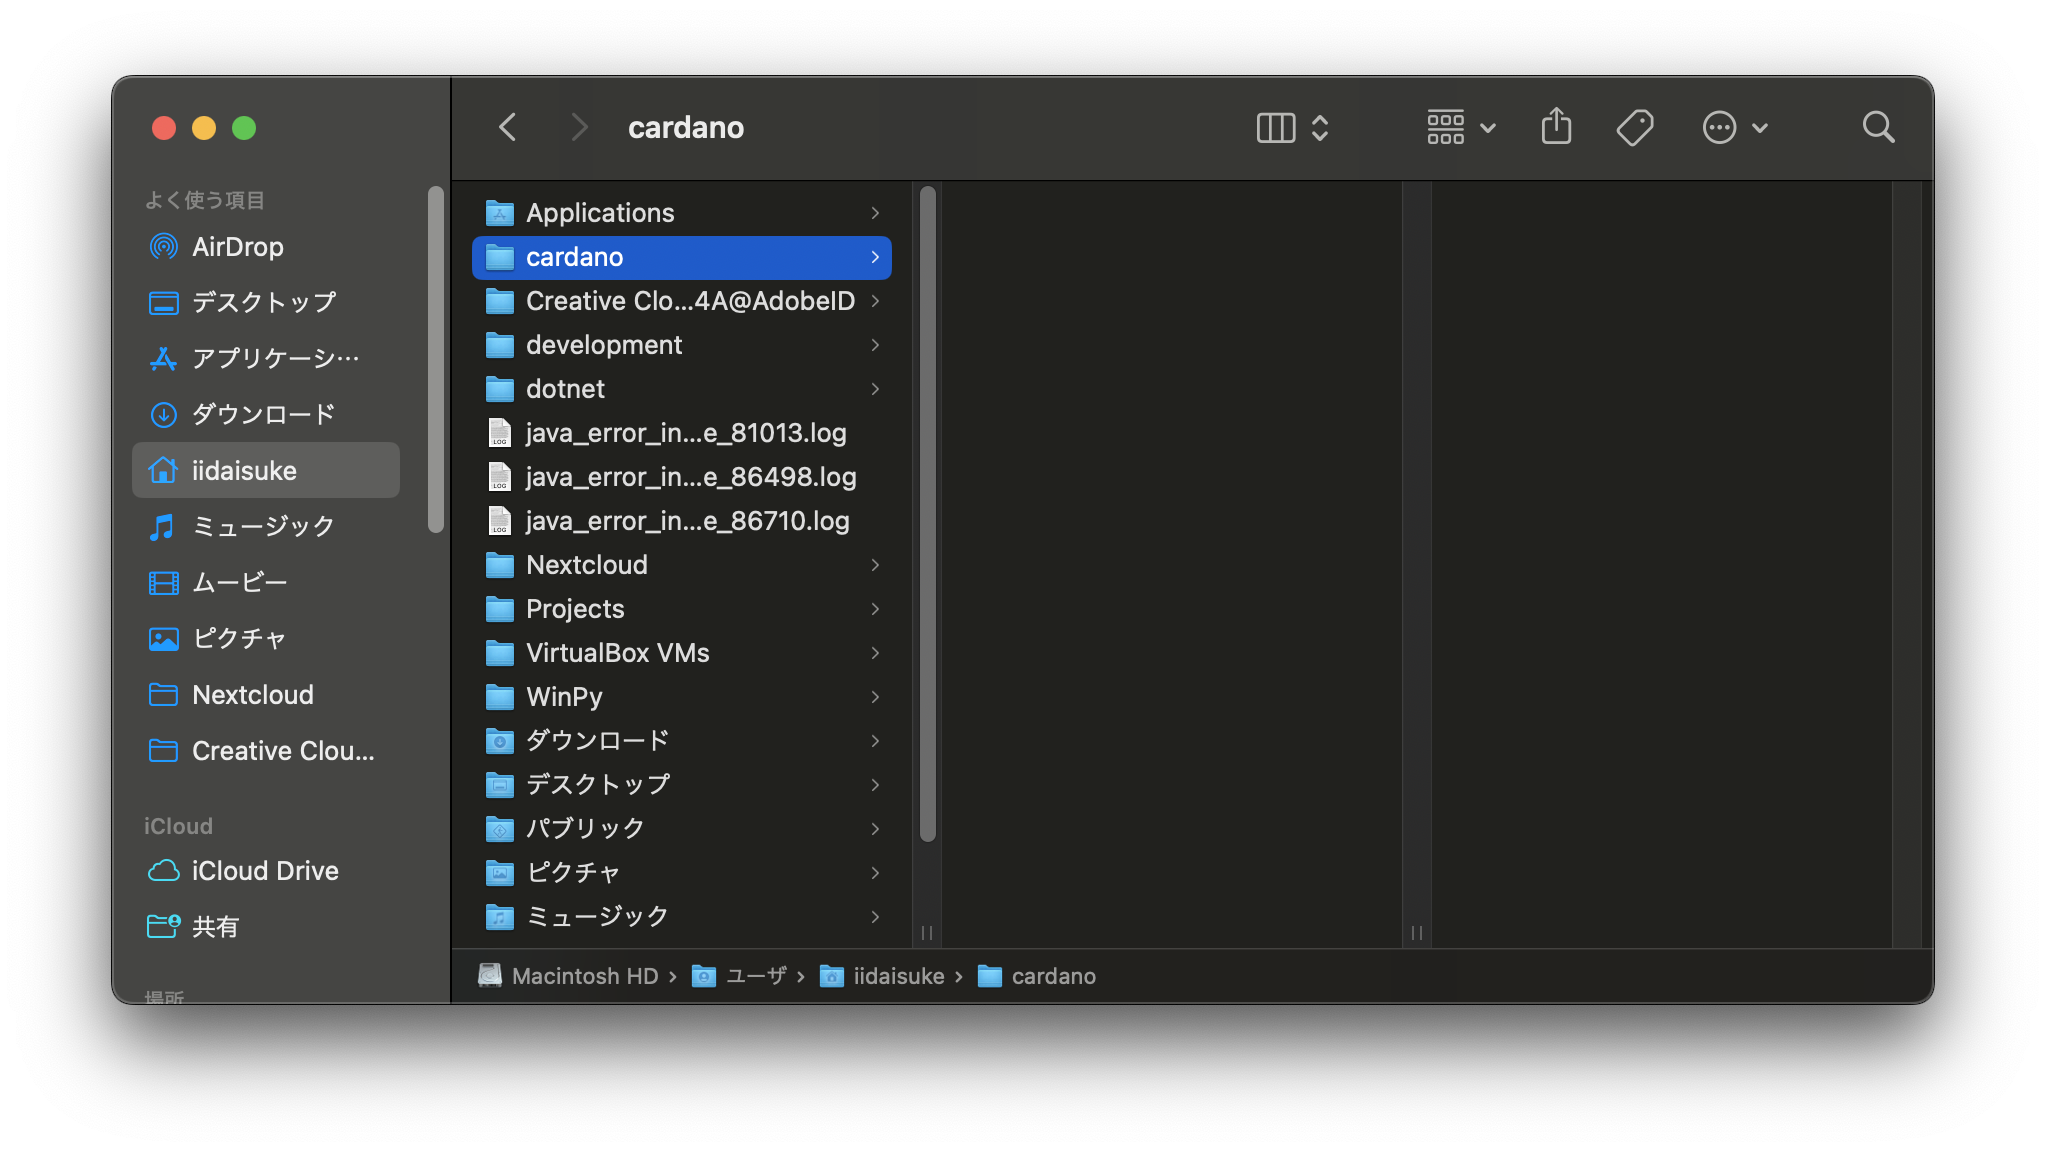 cardano
よく使う項目
AirDrop
デスクトップ
アプリケーシ…
ダウンロード
iidaisuke
ミュージック
ムービー
ピクチャ
Nextcloud
Creative Clou...
iCloud
iCloud Drive
共有
場所
Applications
cardano
Creative Clo...4A@AdobeID
development
dotnet
java_error_in...e_81013.log
java_error_in...e_86498.log
java_error_in...e_86710.log
Nextcloud
Projects
VirtualBox VMs
WinPy
ダウンロード
デスクトップ
パブリック
ピクチャ
ミュージック
Macintosh HD › ユーザ › iidaisuke › cardano